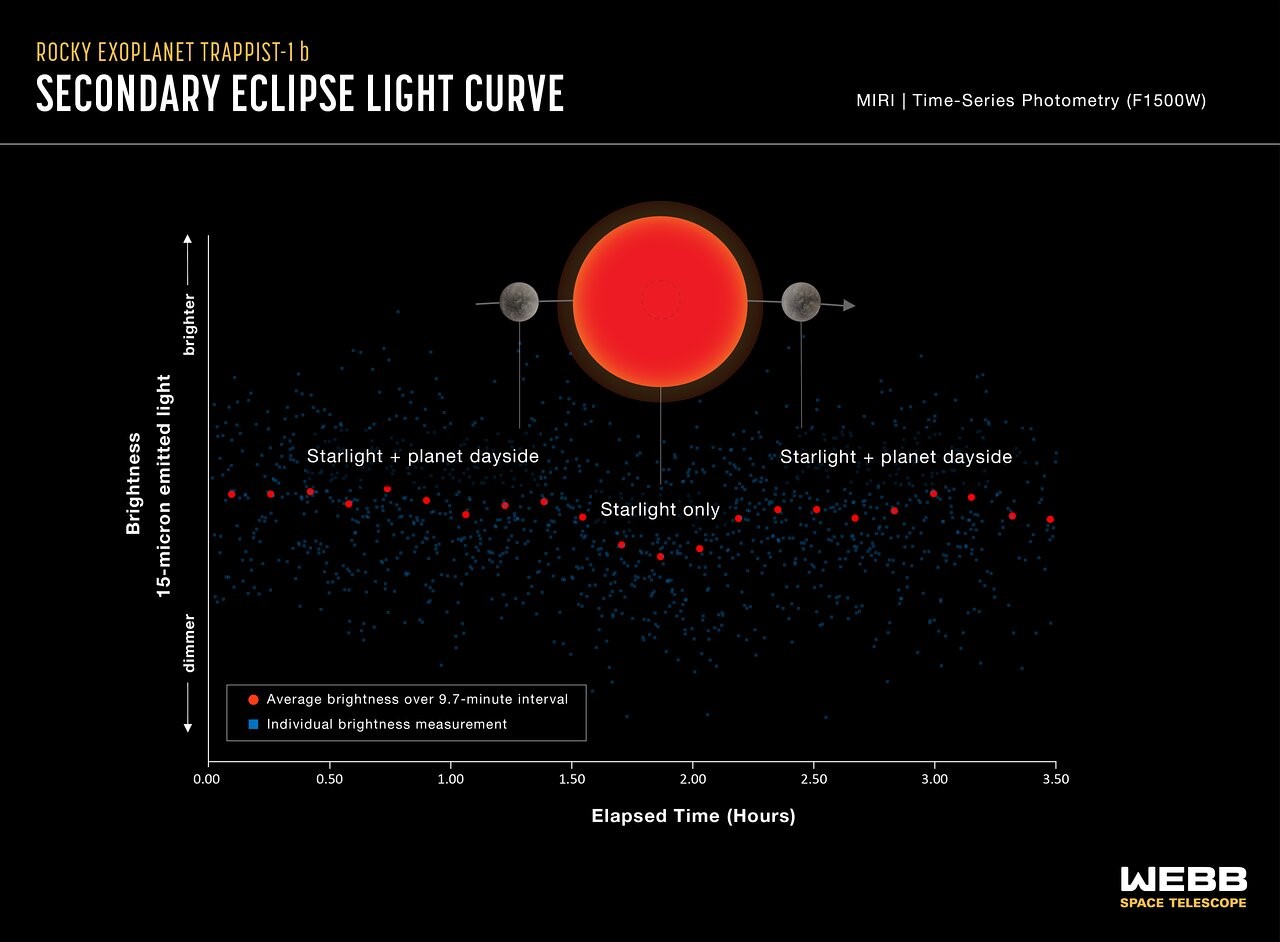 ROCKY EXOPLANET TRAPPIST-1 b
SECONDARY ECLIPSE LIGHT CURVE
MIRI | Time-Series Photometry (F1500W)
brighter
Brightness
15-micron emitted light
dimmer
Starlight + planet dayside
Starlight + planet dayside
Starlight only
Average brightness over 9.7-minute interval
Individual brightness measurement
0.00 0.50 1.00 1.50 2.00 2.50 3.00 3.50
Elapsed Time (Hours)
WEBB
SPACE TELESCOPE